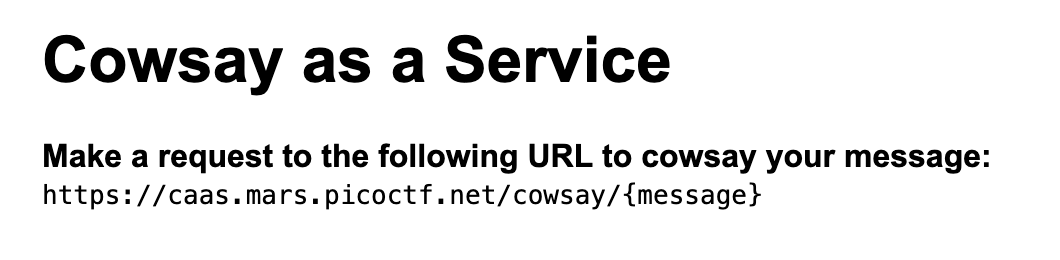 Cowsay as a Service
Make a request to the following URL to cowsay your message:
https://caas.mars.picoctf.net/cowsay/{message}